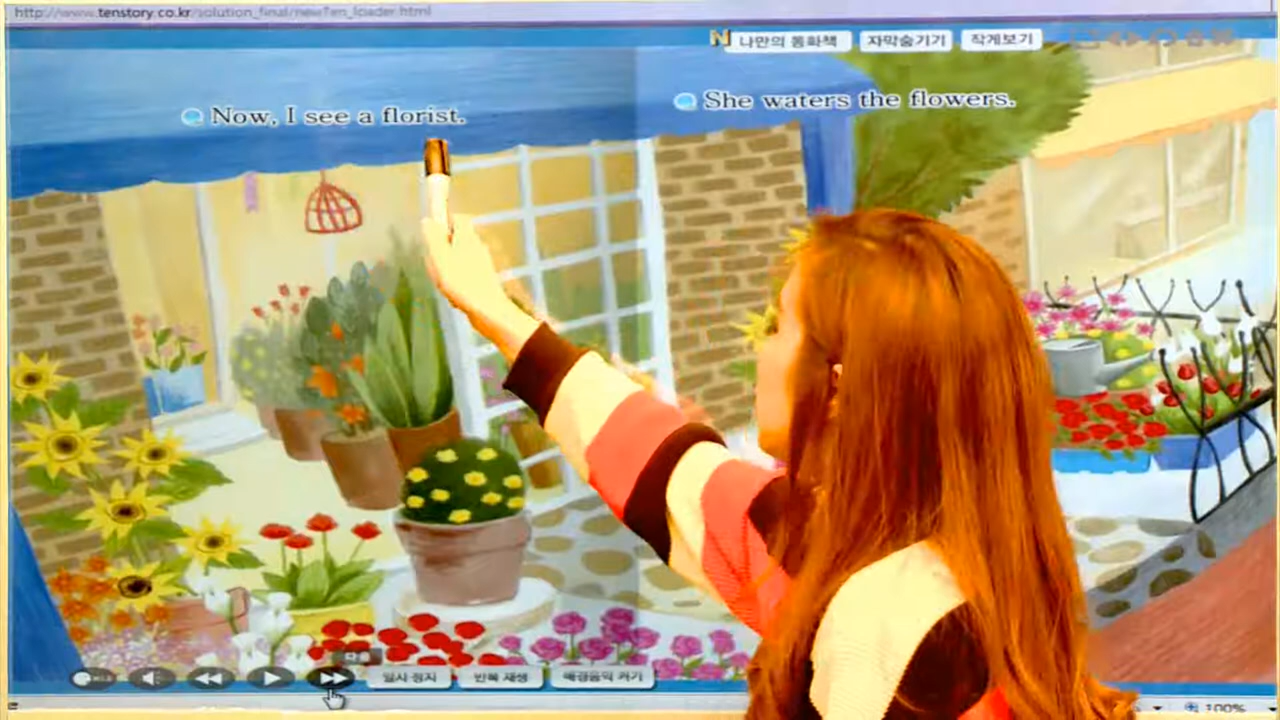 http://www.tenstory.co.kr/solution_final/newTen_loader.html
나만의 동화책 자막숨기기 작게보기
Now, I see a florist.
She waters the flowers.
일시 정지 반복 재생 배경음악 켜기
100%